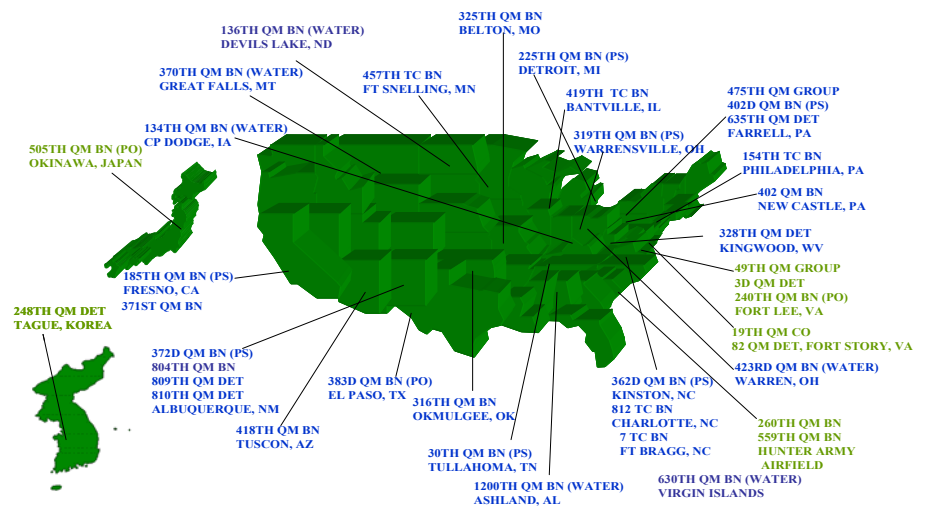 325TH QM BN
BELTON, MO
136TH QM BN (WATER)
DEVILS LAKE, ND
225TH QM BN (PS)
DETROIT, MI
370TH QM BN (WATER)
GREAT FALLS, MT
457TH TC BN
FT SNELLING, MN
419TH TC BN
BANTVILLE, IL
475TH QM GROUP
402D QM BN (PS)
635TH QM DET
FARRELL, PA
134TH QM BN (WATER)
CP DODGE, IA
319TH QM BN (PS)
WARRENSVILLE, OH
505TH QM BN (PO)
OKINAWA, JAPAN
154TH TC BN
PHILADELPHIA, PA
402 QM BN
NEW CASTLE, PA
328TH QM DET
KINGWOOD, WV
185TH QM BN (PS)
FRESNO, CA
371ST QM BN
49TH QM GROUP
3D QM DET
240TH QM BN (PO)
FORT LEE, VA
248TH QM DET
TAGUE, KOREA
19TH QM CO
82 QM DET, FORT STORY, VA
372D QM BN (PS)
804TH QM BN
809TH QM DET
810TH QM DET
ALBUQUERQUE, NM
383D QM BN (PO)
EL PASO, TX
316TH QM BN
OKMULGEE, OK
362D QM BN (PS)
KINSTON, NC
812 TC BN
CHARLOTTE, NC
7 TC BN
FT BRAGG, NC
423RD QM BN (WATER)
WARREN, OH
418TH QM BN
TUSCON, AZ
260TH QM BN
559TH QM BN
HUNTER ARMY
AIRFIELD
30TH QM BN (PS)
TULLAHOMA, TN
1200TH QM BN (WATER)
ASHLAND, AL
630TH QM BN (WATER)
VIRGIN ISLANDS